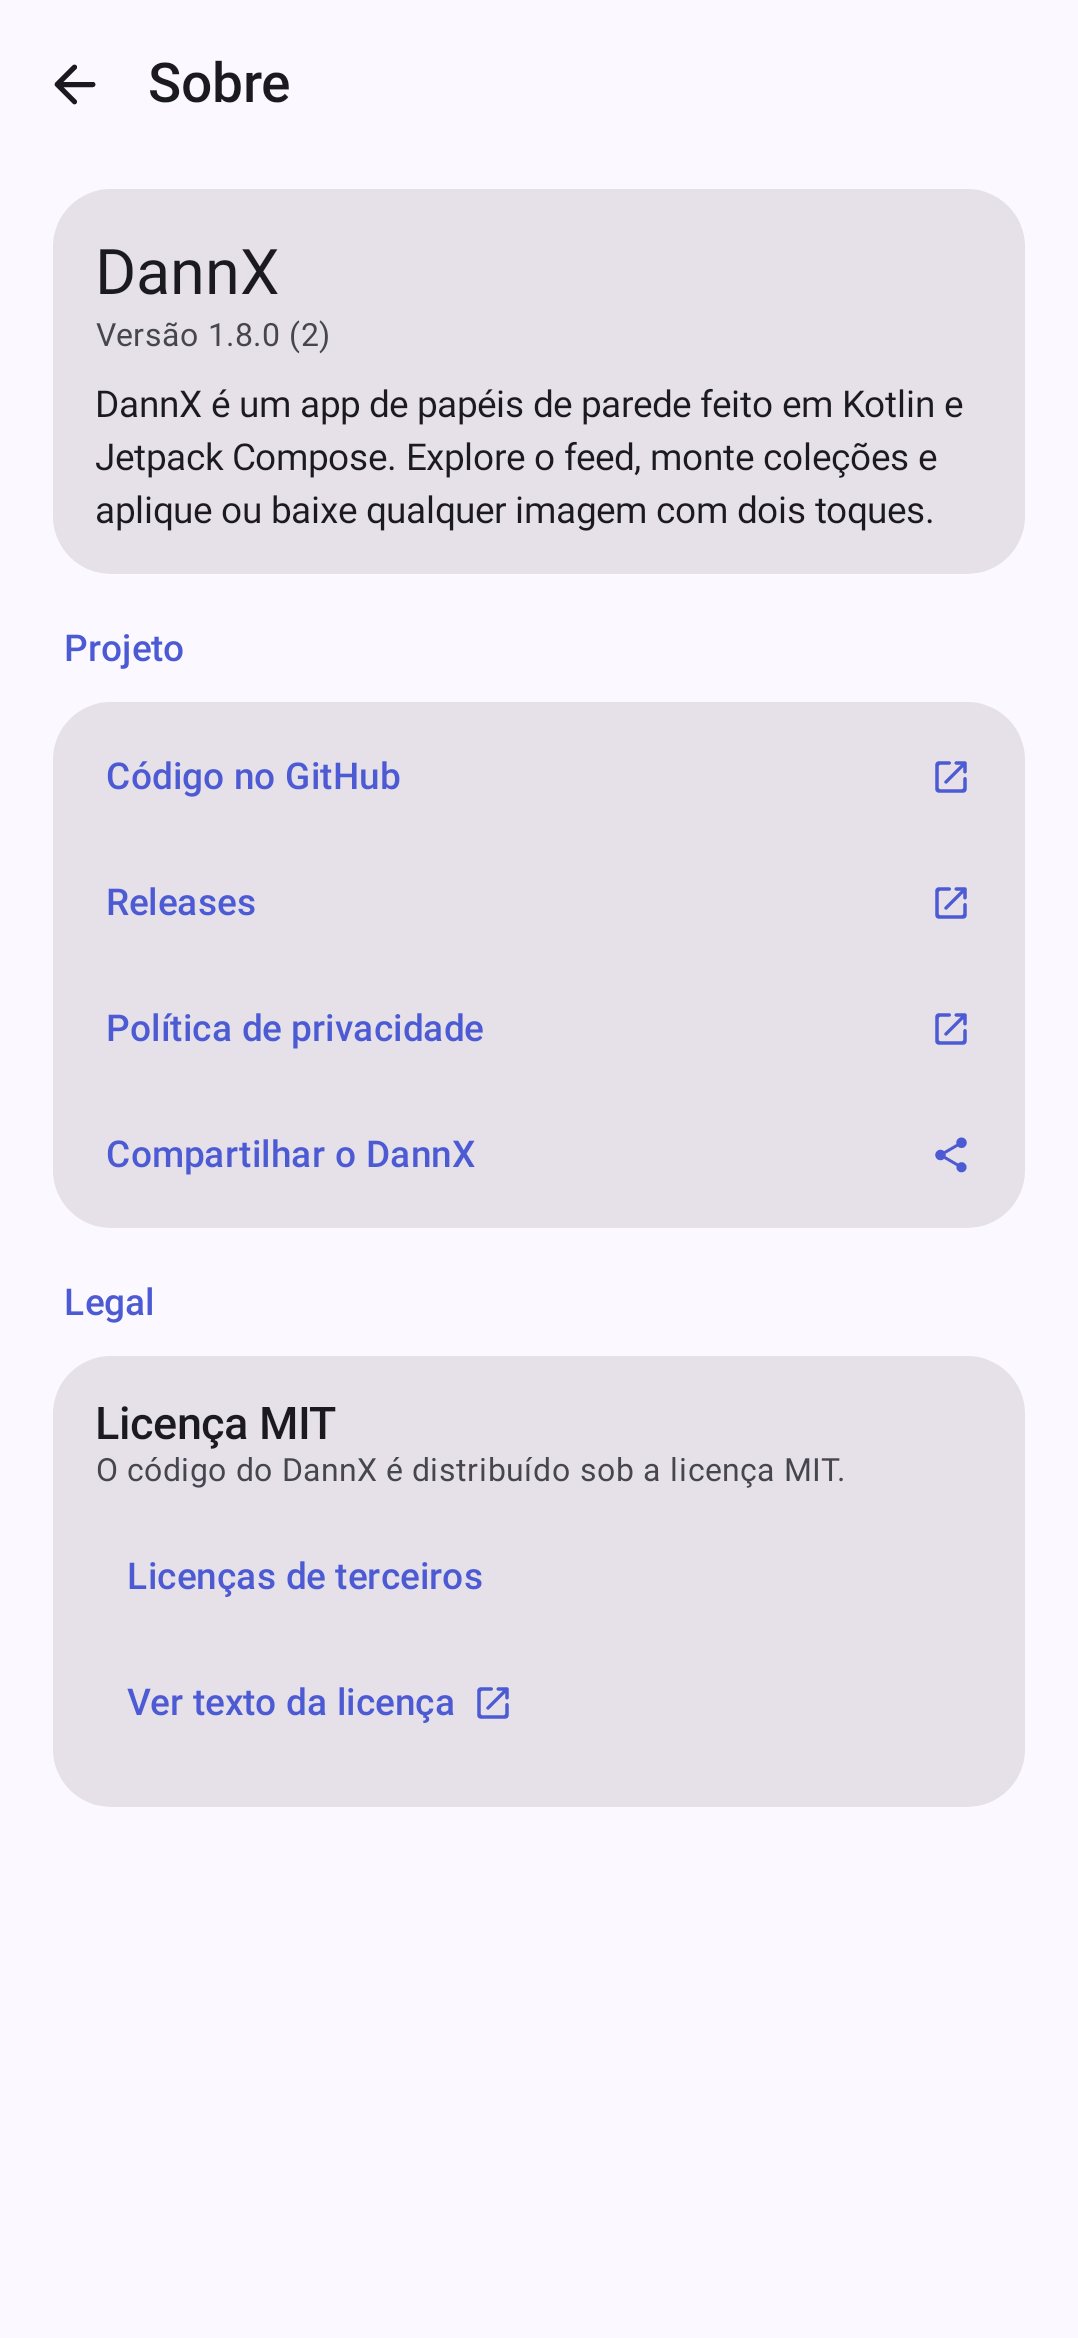 Sobre
DannX
Versão 1.8.0 (2)
DannX é um app de papéis de parede feito em Kotlin e
Jetpack Compose. Explore o feed, monte coleções e
aplique ou baixe qualquer imagem com dois toques.
Projeto
Código no GitHub
Releases
Política de privacidade
Compartilhar o DannX
Legal
Licença MIT
O código do DannX é distribuído sob a licença MIT.
Licenças de terceiros
Ver texto da licença